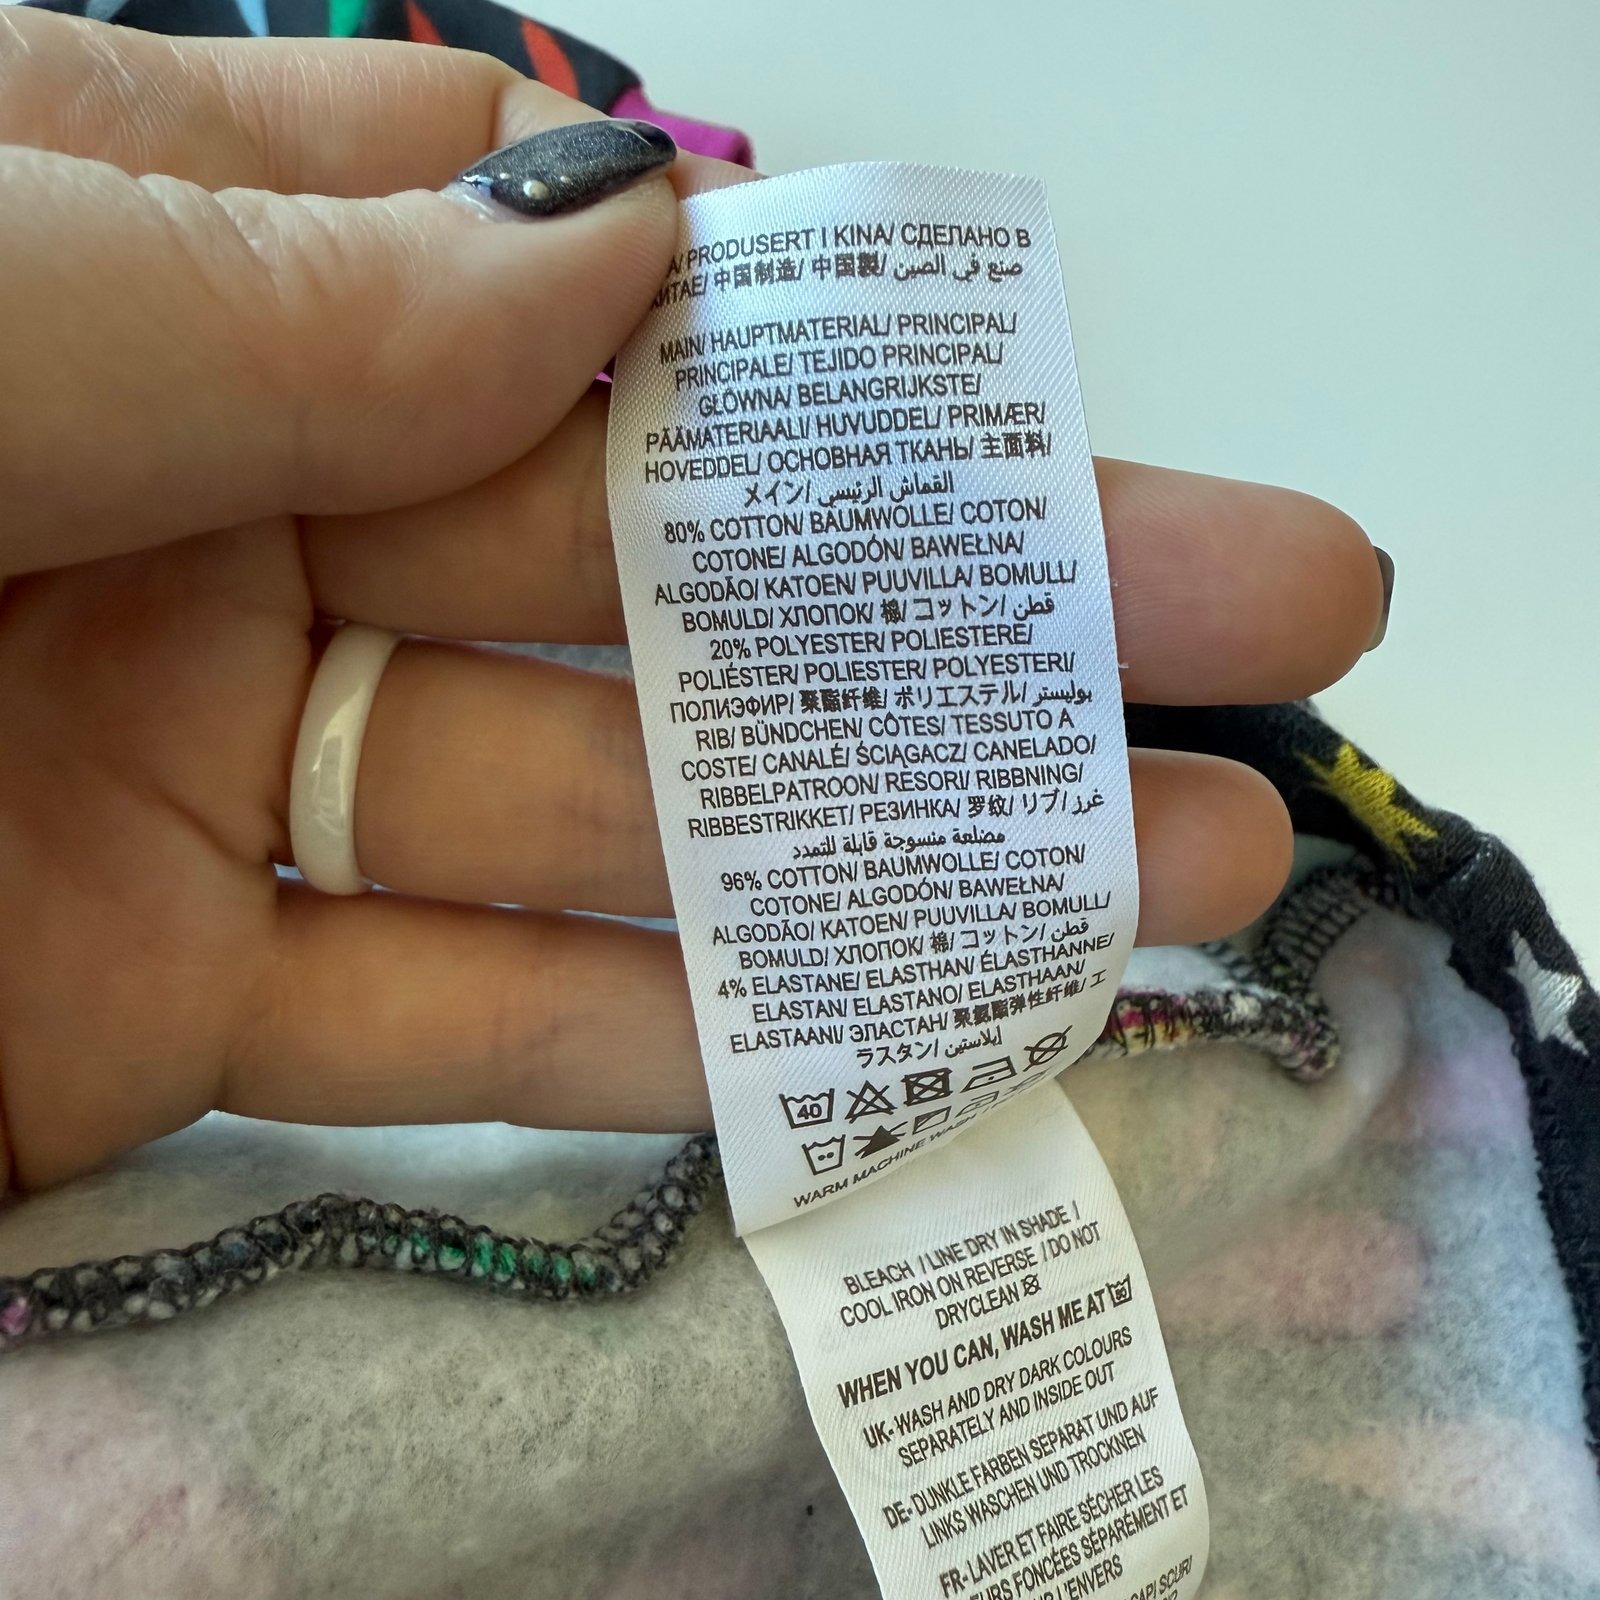 A/ PRODUSERT I KINA/ СДЕЛАНО В
КИТАЕ/ 中国制造/ 中国製/ صنع في الصين
MAIN/ HAUPTMATERIAL/ PRINCIPAL/
PRINCIPALE/ TEJIDO PRINCIPAL/
GŁÓWNA/ BELANGRIJKSTE/
PÄÄMATERIAALI/ HUVUDDEL/ PRIMÆR/
HOVEDDEL/ ОСНОВНАЯ ТКАНЬ/ 主面料/
メイン/ القماش الرئيسي
80% COTTON/ BAUMWOLLE/ COTON/
COTONE/ ALGODÓN/ BAWEŁNA/
ALGODÃO/ KATOEN/ PUUVILLA/ BOMULL/
BOMULD/ ХЛОПОК/ 棉/ コットン/ قطن
20% POLYESTER/ POLIESTERE/
POLIÉSTER/ POLIESTER/ POLYESTERI/
ПОЛИЭФИР/ 聚酯纤维/ ポリエステル/ بوليستر
RIB/ BÜNDCHEN/ CÔTES/ TESSUTO A
COSTE/ CANALÉ/ ŚCIĄGACZ/ CANELADO/
RIBBELPATROON/ RESORI/ RIBBNING/
RIBBESTRIKKET/ РЕЗИНКА/ 罗纹/ リブ/ غرز
مضلعة منسوجة قابلة للتمدد
96% COTTON/ BAUMWOLLE/ COTON/
COTONE/ ALGODÓN/ BAWEŁNA/
ALGODÃO/ KATOEN/ PUUVILLA/ BOMULL/
BOMULD/ ХЛОПОК/ 棉/ コットン/ قطن
4% ELASTANE/ ELASTHAN/ ÉLASTHANNE/
ELASTAN/ ELASTANO/ ELASTHAAN/
ELASTAANI/ ЭЛАСТАН/ 聚氨酯弹性纤维/ エ
ラスタン/ إيلاستين
40
WARM MACHINE WASH
BLEACH / LINE DRY IN SHADE /
COOL IRON ON REVERSE / DO NOT
DRYCLEAN
WHEN YOU CAN, WASH ME AT 30
UK- WASH AND DRY DARK COLOURS
SEPARATELY AND INSIDE OUT
DE- DUNKLE FARBEN SEPARAT UND AUF
LINKS WASCHEN UND TROCKNEN
FR- LAVER ET FAIRE SÉCHER LES
FONCÉES SÉPARÉMENT ET
L'ENVERS